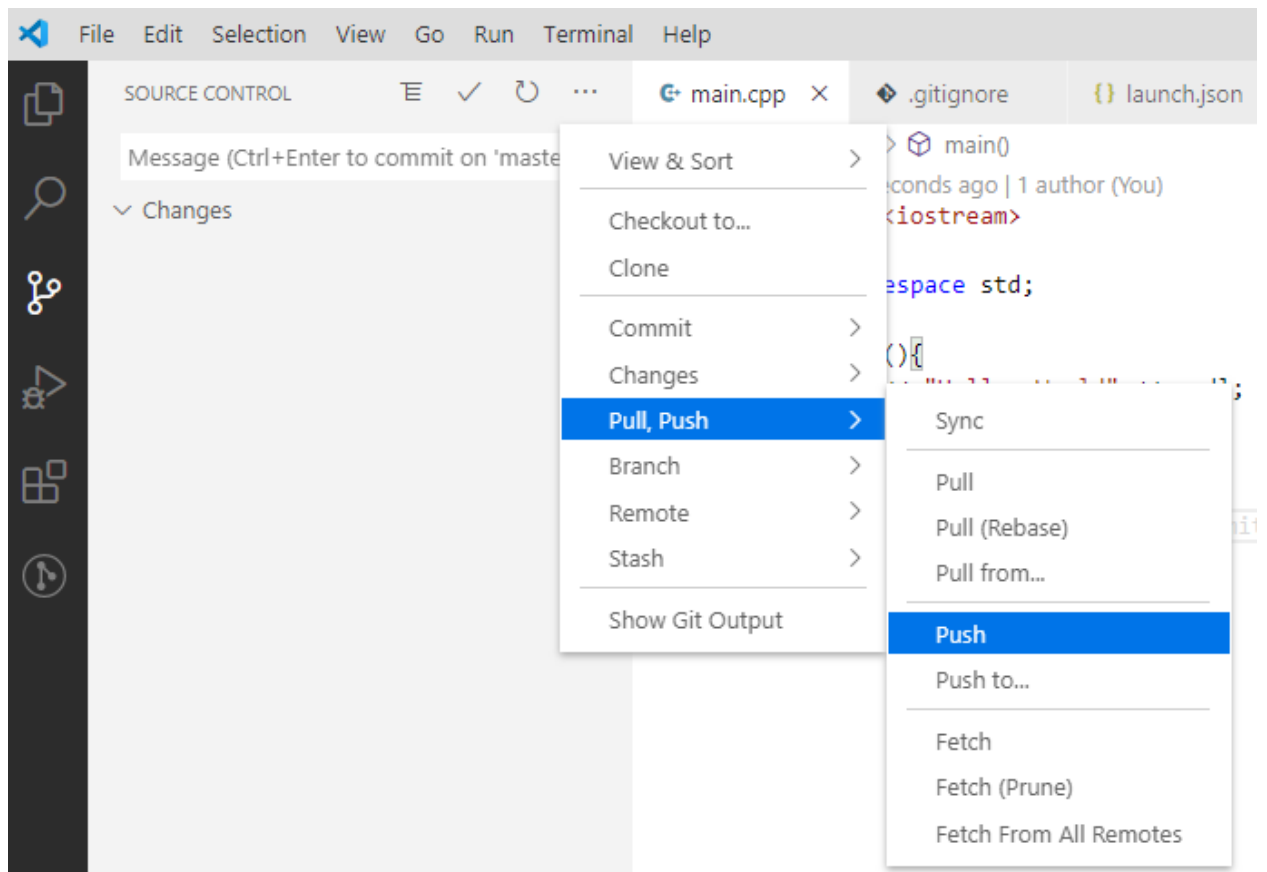 File Edit Selection View Go Run Terminal Help
SOURCE CONTROL
main.cpp
.gitignore
{} launch.json
Message (Ctrl+Enter to commit on 'maste
Changes
View & Sort
Checkout to...
Clone
Commit
Changes
Pull, Push
Branch
Remote
Stash
Show Git Output
main()
econds ago | 1 author (You)
<iostream>
espace std;
(){
Sync
Pull
Pull (Rebase)
Pull from...
Push
Push to...
Fetch
Fetch (Prune)
Fetch From All Remotes